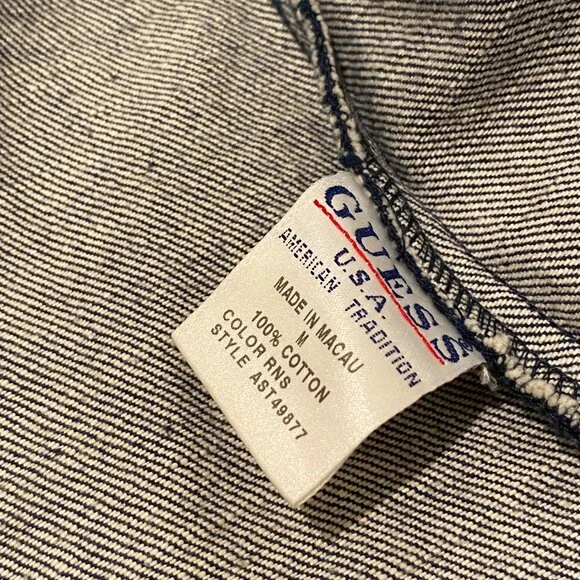 GUESS
U.S.A.
AMERICAN TRADITION
MADE IN MACAU
M
100% COTTON
COLOR RNS
STYLE AST49877